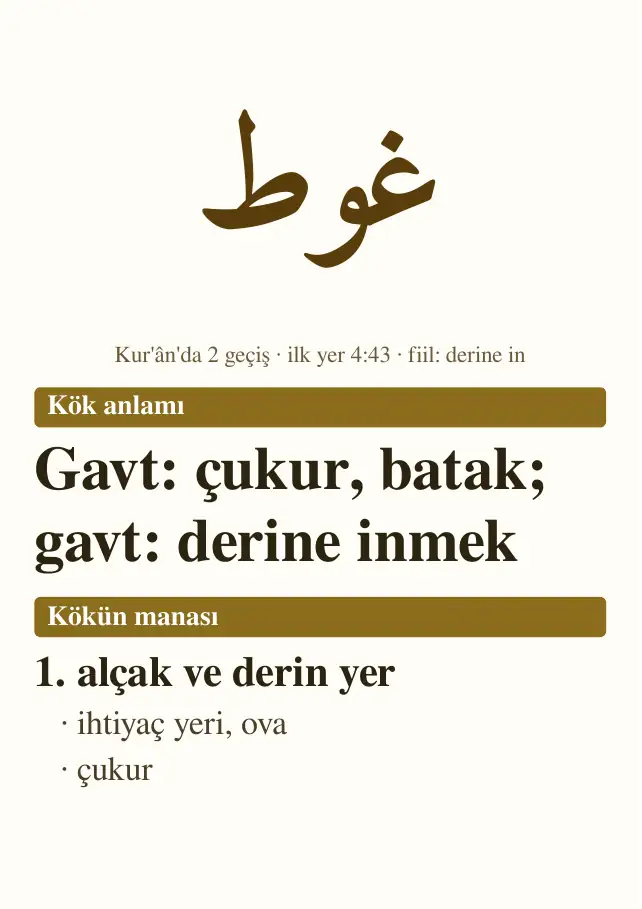 غوط
Kur'ân'da 2 geçiş · ilk yer 4:43 · fiil: derine in
Kök anlamı
Gavt: çukur, batak;
gavt: derine inmek
Kökün manası
1. alçak ve derin yer
· ihtiyaç yeri, ova
· çukur